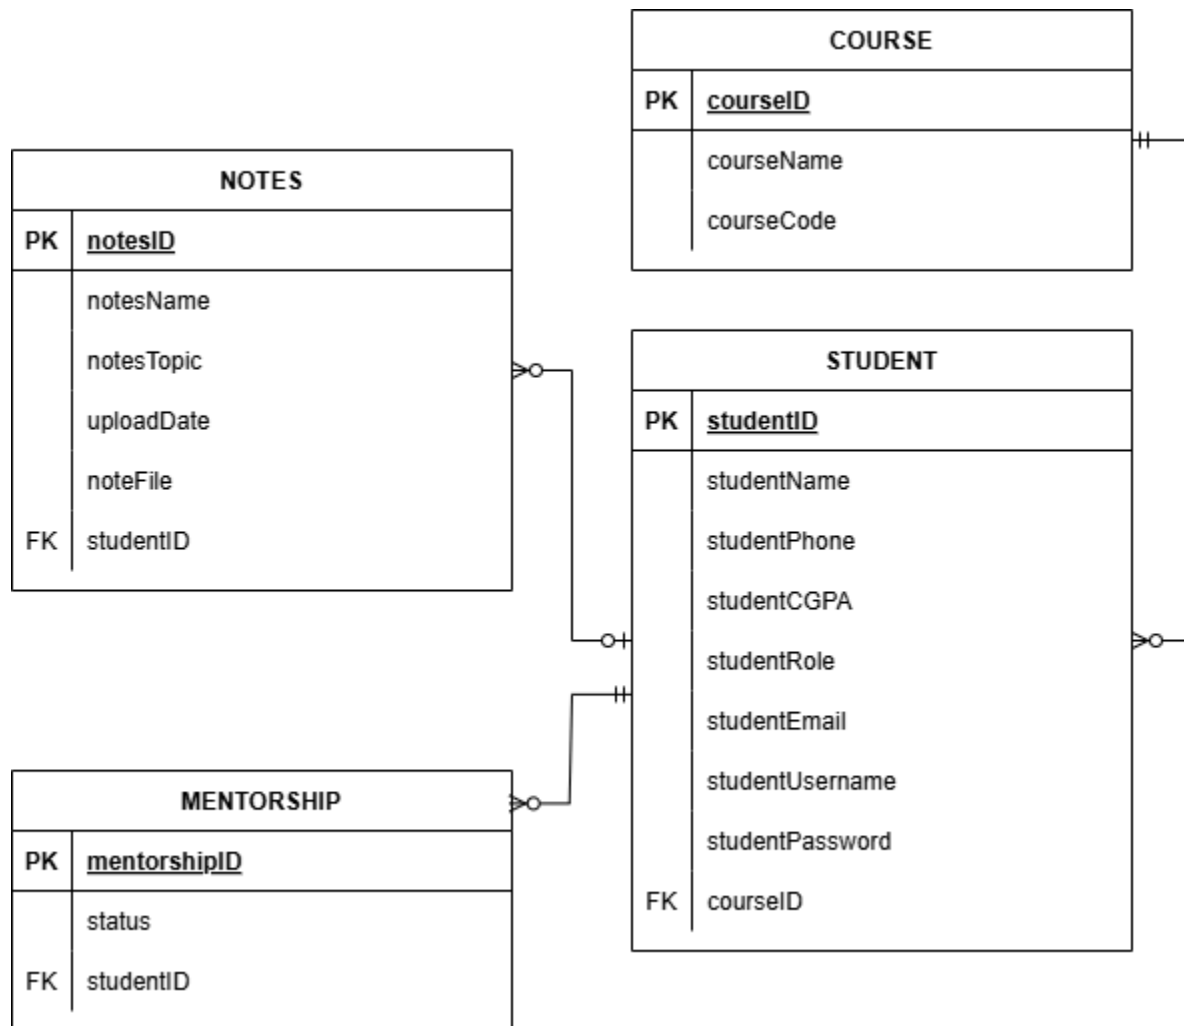 COURSE
PK courseID
courseName
courseCode
NOTES
PK notesID
notesName
notesTopic
uploadDate
noteFile
FK studentID
STUDENT
PK studentID
studentName
studentPhone
studentCGPA
studentRole
studentEmail
studentUsername
studentPassword
FK courseID
MENTORSHIP
PK mentorshipID
status
FK studentID